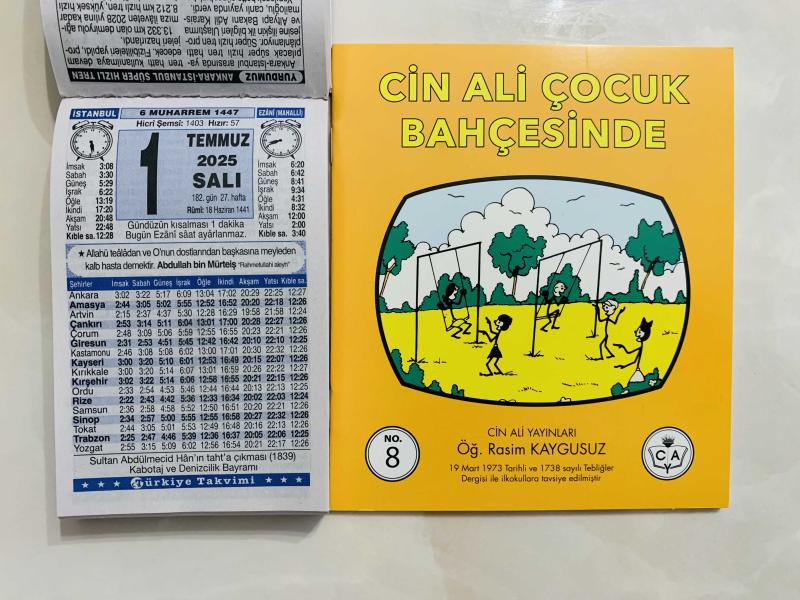 YURDUMUZ ANKARA-İSTANBUL SÜPER HIZLI TREN
İSTANBUL
6 MUHARREM 1447
EZÂNÎ (MAHALLÎ)
Hicrî Şemsî: 1403 Hızır: 57
1
TEMMUZ
2025
SALI
182. gün 27. hafta
Rûmî: 18 Haziran 1441
İmsak 3:08
Sabah 3:30
Güneş 5:29
İşrak 6:22
Öğle 13:19
İkindi 17:20
Akşam 20:48
Yatsı 22:48
Kıble sa. 12:28
İmsak 6:20
Sabah 6:42
Güneş 8:41
İşrak 9:34
Öğle 4:31
İkindi 8:32
Akşam 12:00
Yatsı 2:00
Kıble sa. 3:40
Gündüzün kısalması 1 dakika
Bugün Ezânî sâat ayârlanmaz.
★ Allahü teâlâdan ve O'nun dostlarından başkasına meyleden
kalb hasta demektir. Abdullah bin Mürteiş "Rahmetullahi aleyh"
Şehirler İmsak Sabah Güneş İşrak Öğle İkindi Akşam Yatsı Kıble sa.
Ankara 3:02 3:22 5:17 6:09 13:04 17:02 20:29 22:25 12:27
Amasya 2:44 3:05 5:02 5:55 12:52 16:52 20:20 22:18 12:26
Artvin 2:15 2:37 4:37 5:30 12:28 16:29 19:58 21:58 12:24
Çankırı 2:53 3:14 5:11 6:04 13:01 17:00 20:28 22:27 12:26
Çorum 2:48 3:09 5:06 5:59 12:55 16:55 20:23 22:21 12:26
Giresun 2:31 2:53 4:51 5:45 12:42 16:42 20:10 22:10 12:25
Kastamonu 2:46 3:08 5:08 6:02 13:00 17:01 20:30 22:32 12:26
Kayseri 3:00 3:20 5:10 6:01 12:53 16:49 20:15 22:07 12:26
Kırıkkale 3:00 3:20 5:14 6:07 13:01 16:59 20:26 22:22 12:27
Kırşehir 3:02 3:22 5:14 6:06 12:58 16:55 20:21 22:15 12:26
Ordu 2:33 2:54 4:53 5:46 12:44 16:44 20:13 22:13 12:25
Rize 2:22 2:43 4:42 5:36 12:33 16:34 20:02 22:03 12:24
Samsun 2:36 2:58 4:58 5:52 12:50 16:51 20:20 22:21 12:26
Sinop 2:34 2:57 5:00 5:55 12:55 16:58 20:27 22:32 12:26
Tokat 2:44 3:05 5:01 5:53 12:49 16:48 20:16 22:13 12:26
Trabzon 2:25 2:47 4:46 5:39 12:36 16:37 20:05 22:06 12:25
Yozgat 2:55 3:15 5:09 6:02 12:56 16:54 20:21 22:17 12:26
Sultan Abdülmecid Hân'ın taht'a çıkması (1839)
Kabotaj ve Denizcilik Bayramı
Türkiye Takvimi
CİN ALİ ÇOCUK
BAHÇESİNDE
NO.
8
CİN ALİ YAYINLARI
Öğ. Rasim KAYGUSUZ
19 Mart 1973 Tarihli ve 1738 sayılı Tebliğler
Dergisi ile ilkokullara tavsiye edilmiştir
C A
Y